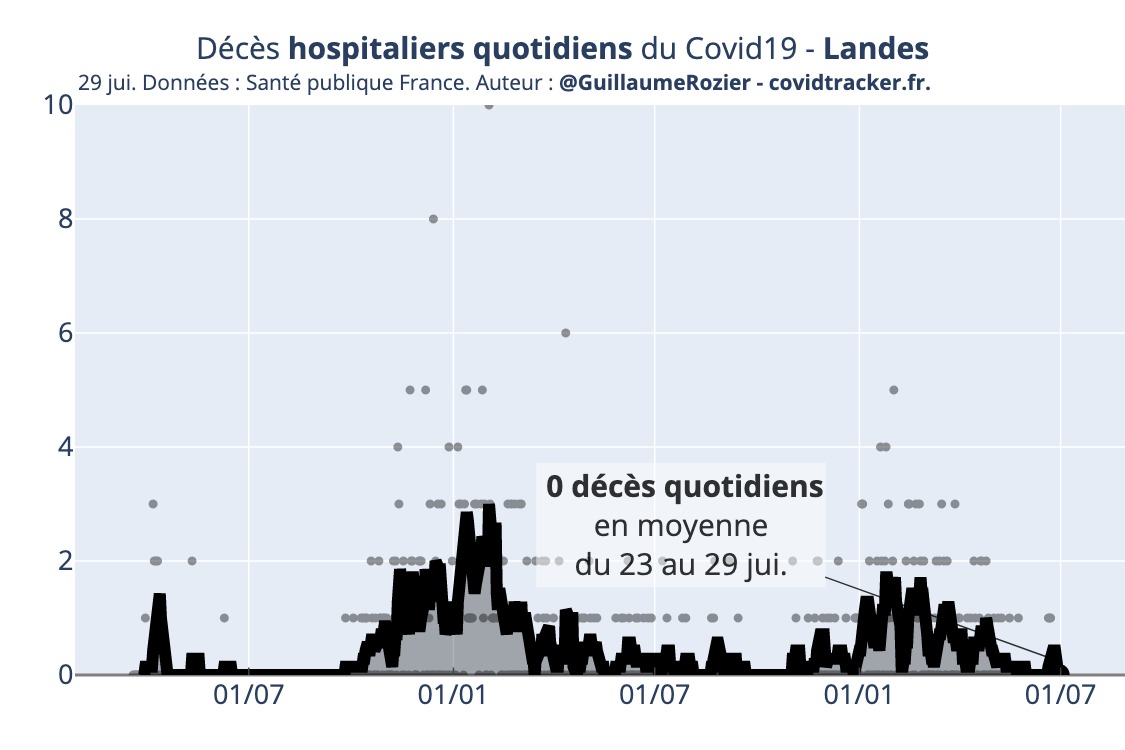 Décès hospitaliers quotidiens du Covid19 - Landes
29 jui. Données : Santé publique France. Auteur : @GuillaumeRozier - covidtracker.fr.
10
8
6
4
2
0
0 décès quotidiens
en moyenne
du 23 au 29 jui.
01/07 01/01 01/07 01/01 01/07